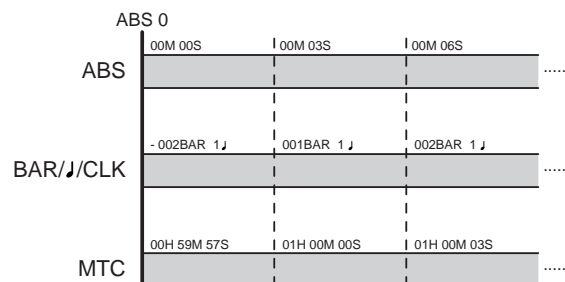 ABS 0
00M 00S 00M 03S 00M 06S
ABS .....
- 002BAR 1♩ 001BAR 1♩ 002BAR 1♩
BAR/♩/CLK .....
00H 59M 57S 01H 00M 00S 01H 00M 03S
MTC .....